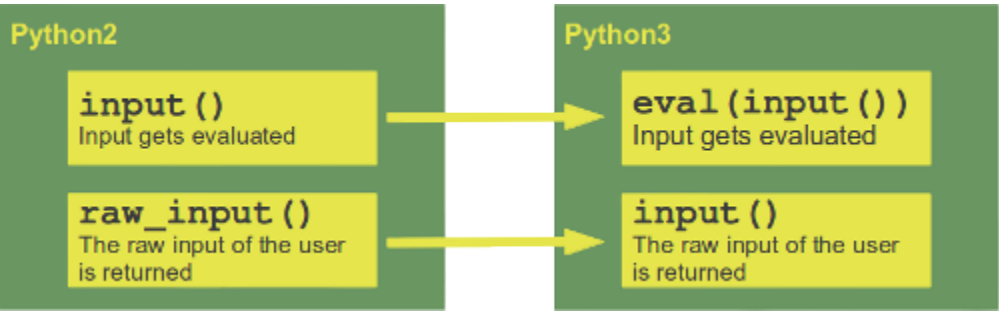 Python2
input()
Input gets evaluated
raw_input()
The raw input of the user
is returned
Python3
eval(input())
Input gets evaluated
input()
The raw input of the user
is returned